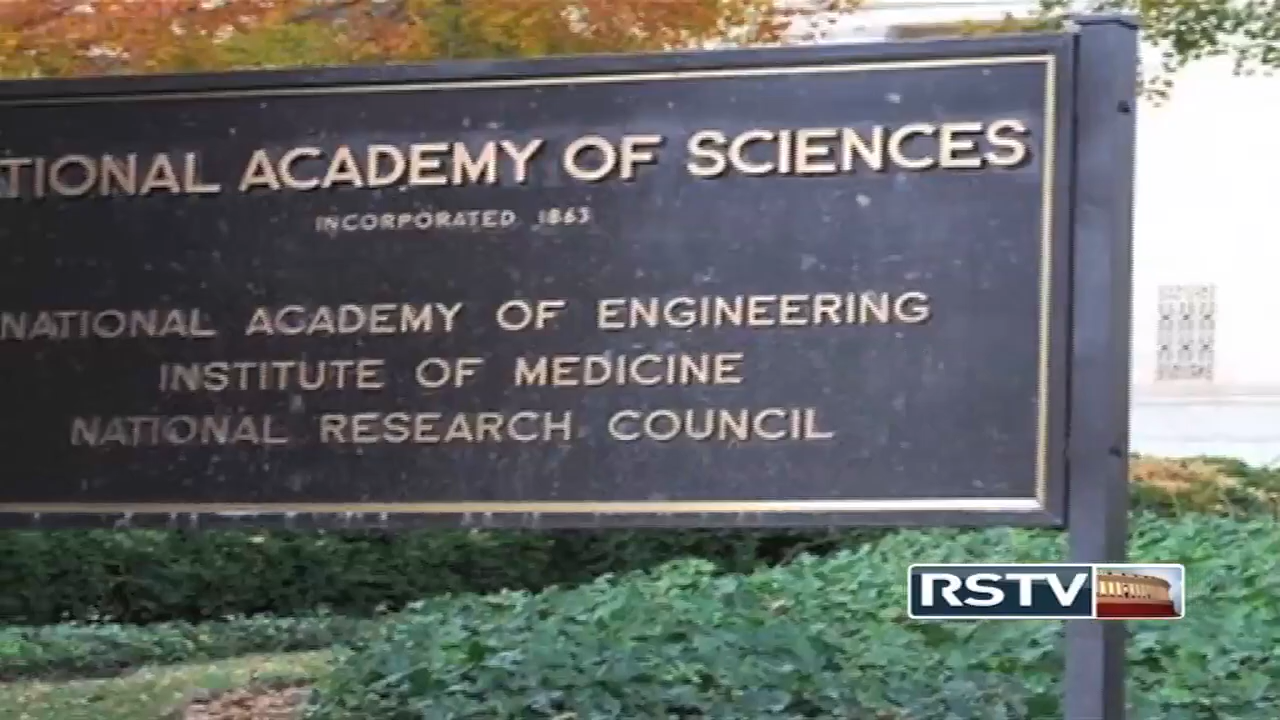 TIONAL ACADEMY OF SCIENCES
INCORPORATED 1863
NATIONAL ACADEMY OF ENGINEERING
INSTITUTE OF MEDICINE
NATIONAL RESEARCH COUNCIL
RSTV